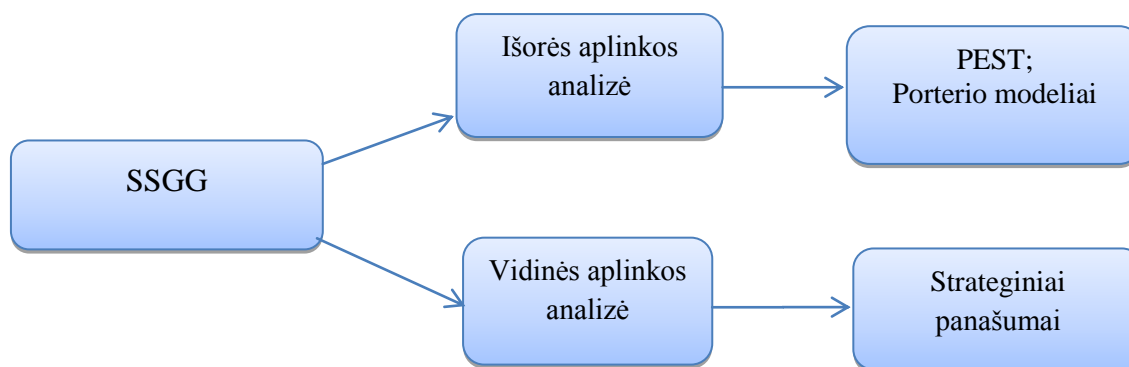 Išorės aplinkos
analizė
PEST;
Porterio modeliai
SSGG
Vidinės aplinkos
analizė
Strateginiai
panašumai